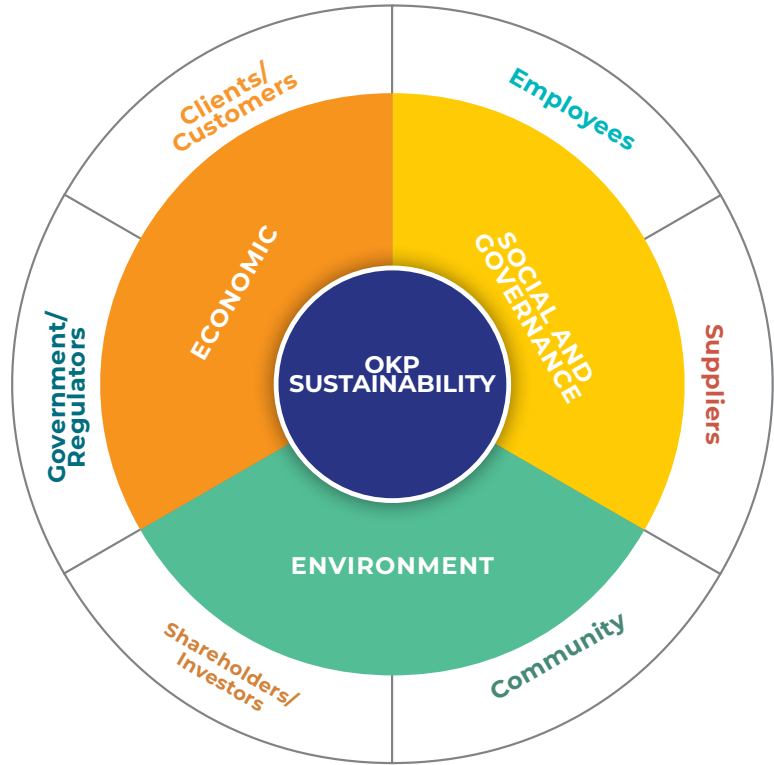 Clients/
Customers
Employees
ECONOMIC
SOCIAL AND
GOVERNANCE
Government/
Regulators
OKP
SUSTAINABILITY
Suppliers
ENVIRONMENT
Shareholders/
Investors
Community